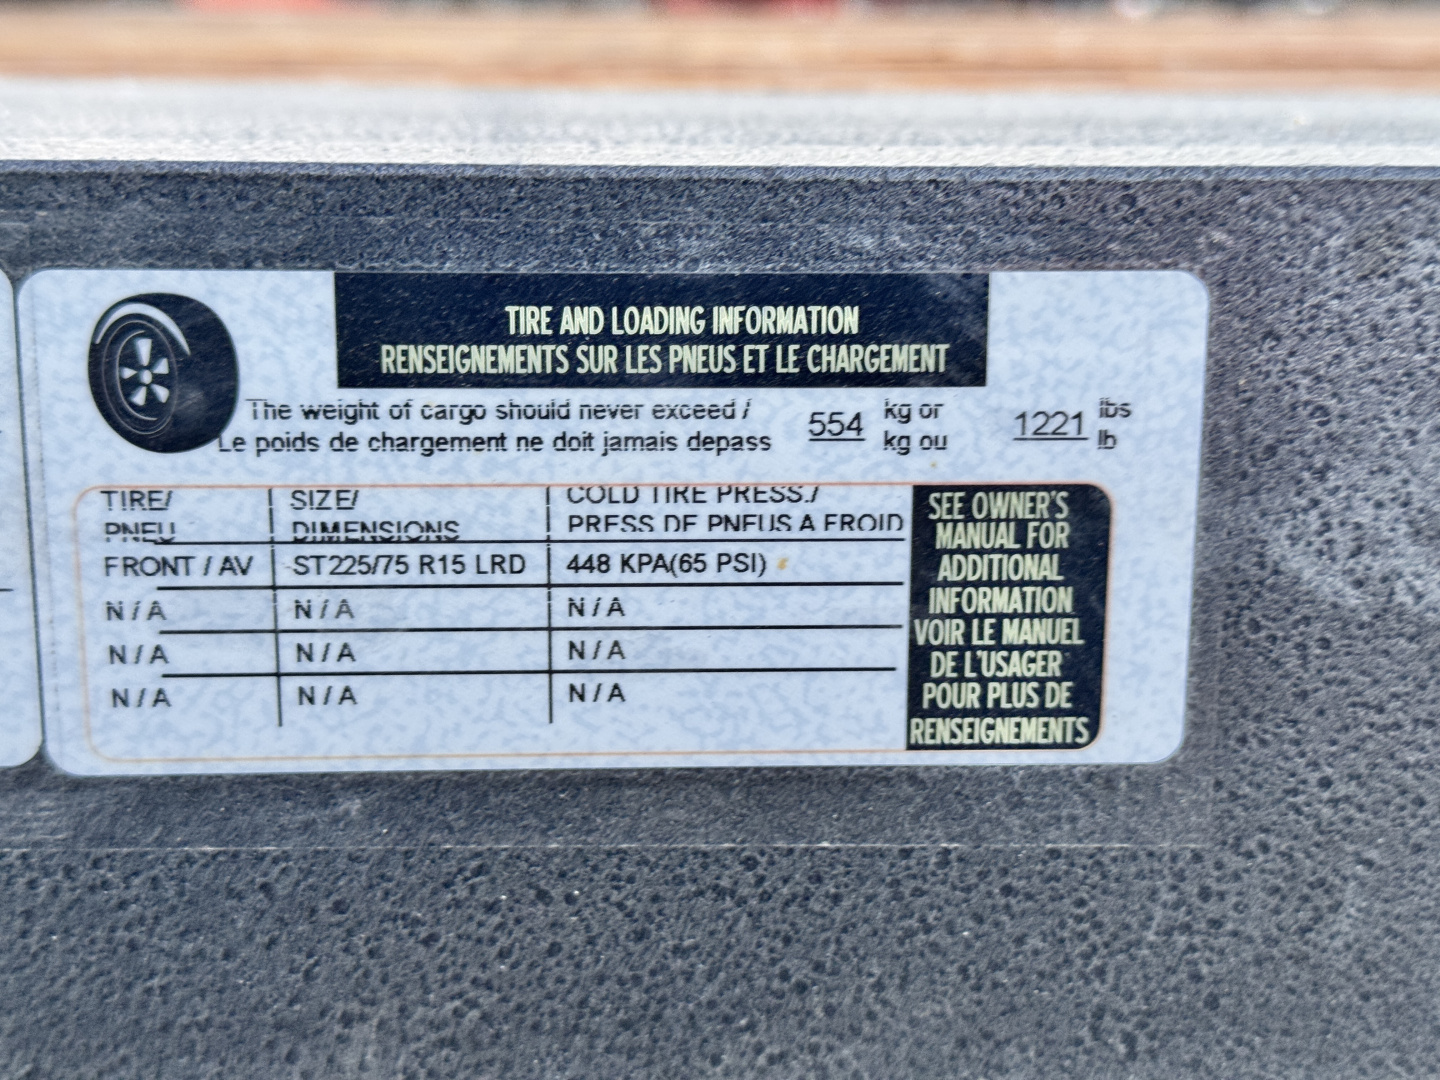 TIRE AND LOADING INFORMATION
RENSEIGNEMENTS SUR LES PNEUS ET LE CHARGEMENT
The weight of cargo should never exceed / 554 kg or 1221 lbs
Le poids de chargement ne doit jamais depass kg ou lb
TIRE/ SIZE/ COLD TIRE PRESS./
PNEU DIMENSIONS PRESS DE PNEUS A FROID
FRONT / AV ST225/75 R15 LRD 448 KPA(65 PSI)
N / A N / A N / A
N / A N / A N / A
N / A N / A N / A
SEE OWNER'S
MANUAL FOR
ADDITIONAL
INFORMATION
VOIR LE MANUEL
DE L'USAGER
POUR PLUS DE
RENSEIGNEMENTS